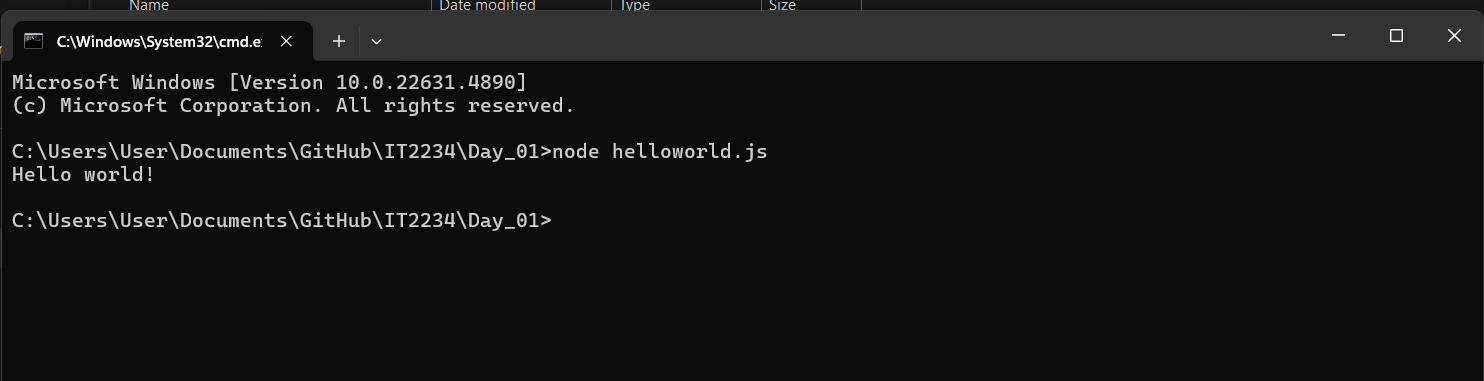 Name Date modified Type Size
C:\Windows\System32\cmd.e
Microsoft Windows [Version 10.0.22631.4890]
(c) Microsoft Corporation. All rights reserved.
C:\Users\User\Documents\GitHub\IT2234\Day_01>node helloworld.js
Hello world!
C:\Users\User\Documents\GitHub\IT2234\Day_01>